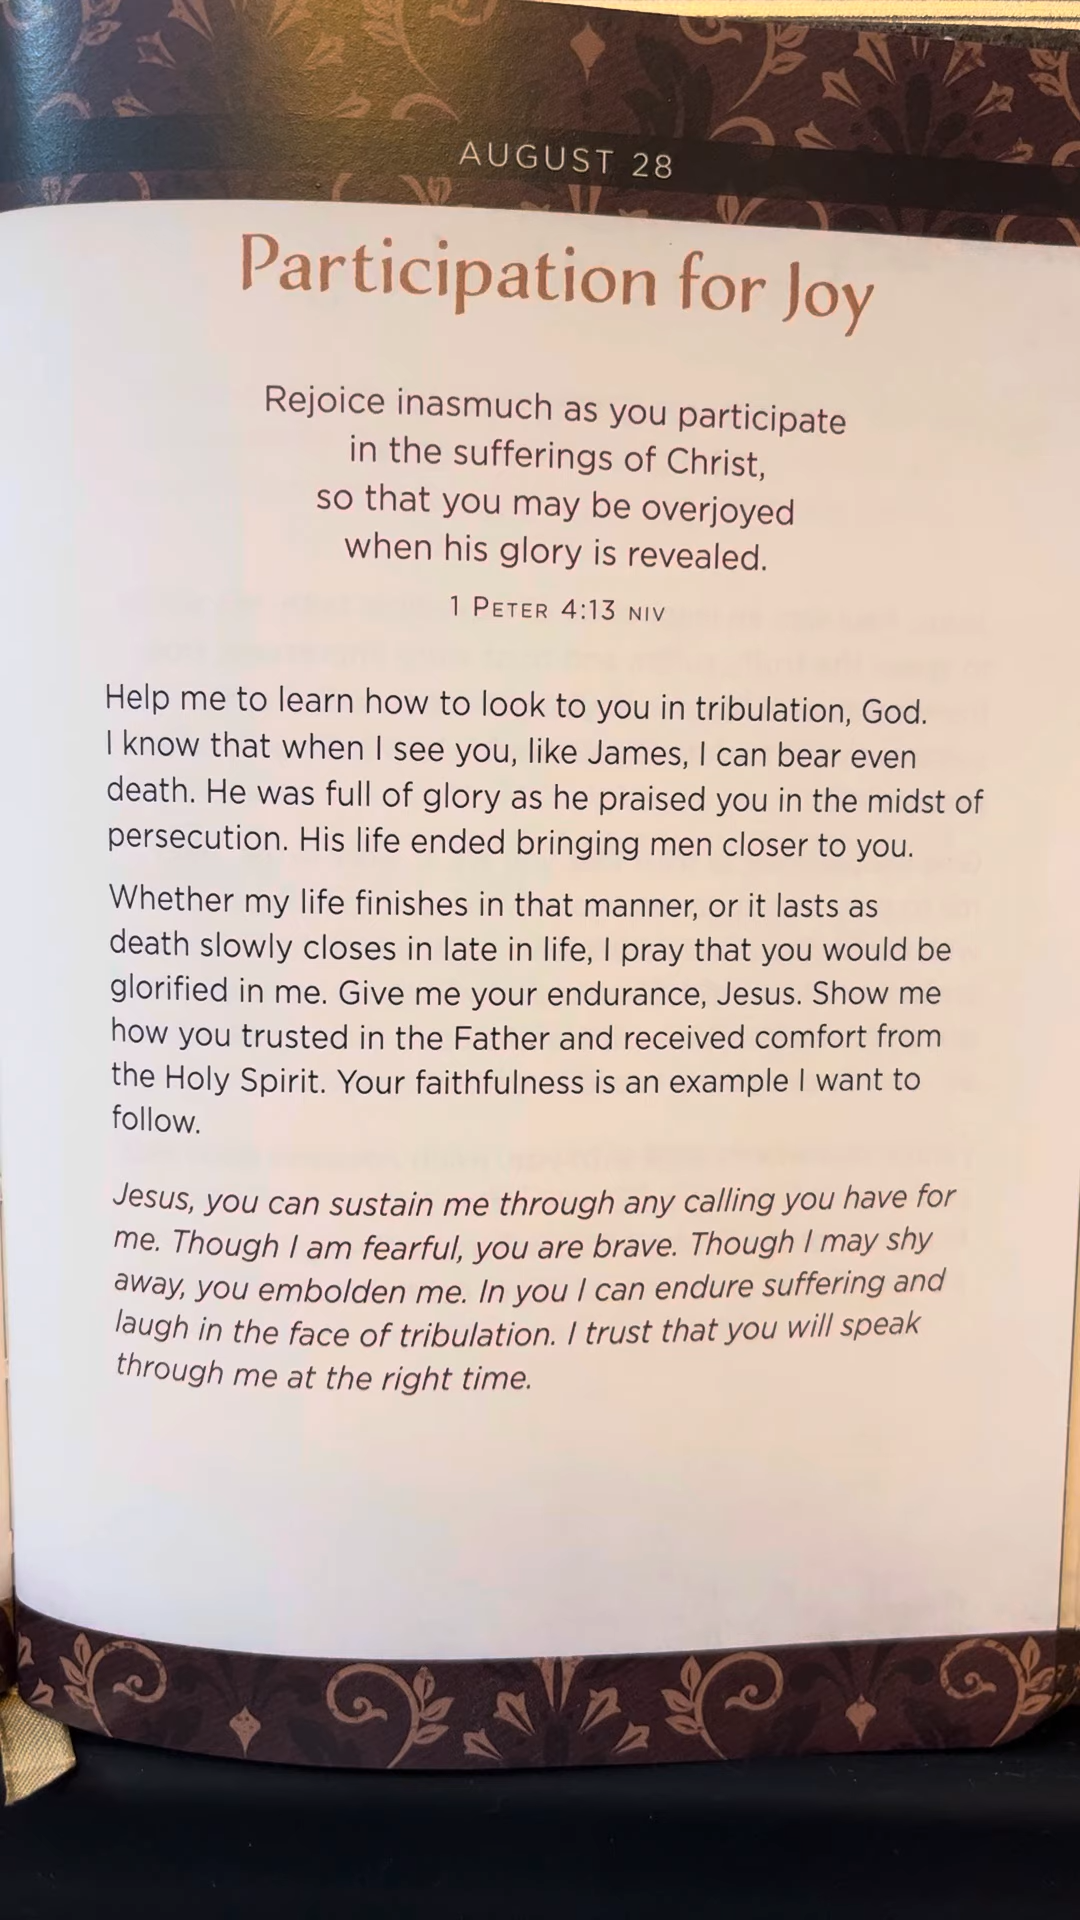 AUGUST 28
Participation for Joy
Rejoice inasmuch as you participate
in the sufferings of Christ,
so that you may be overjoyed
when his glory is revealed.
1 PETER 4:13 NIV
Help me to learn how to look to you in tribulation, God.
I know that when I see you, like James, I can bear even
death. He was full of glory as he praised you in the midst of
persecution. His life ended bringing men closer to you.
Whether my life finishes in that manner, or it lasts as
death slowly closes in late in life, I pray that you would be
glorified in me. Give me your endurance, Jesus. Show me
how you trusted in the Father and received comfort from
the Holy Spirit. Your faithfulness is an example I want to
follow.
Jesus, you can sustain me through any calling you have for
me. Though I am fearful, you are brave. Though I may shy
away, you embolden me. In you I can endure suffering and
laugh in the face of tribulation. I trust that you will speak
through me at the right time.